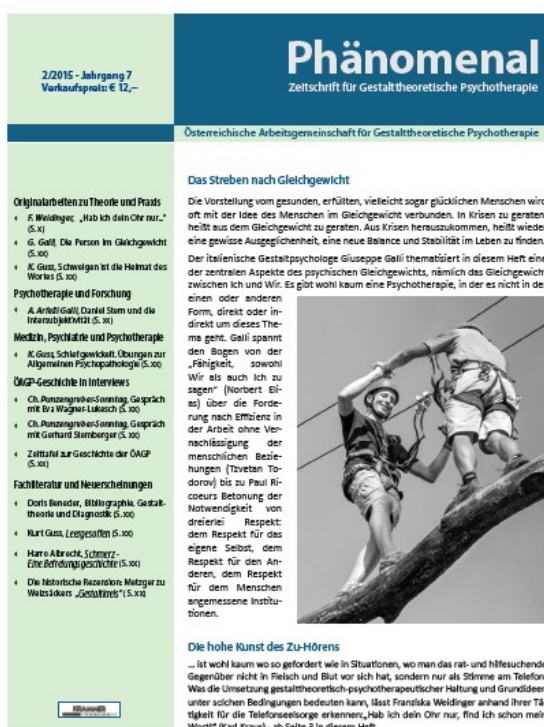 2/2015 - Jahrgang 7
Verkaufspreis: € 12,–
Phänomenal
Zeitschrift für Gestalttheoretische Psychotherapie
Österreichische Arbeitsgemeinschaft für Gestalttheoretische Psychotherapie
Originalarbeiten zu Theorie und Praxis
F. Weidinger, „Hab ich dein Ohr nur..."
(S.x)
G. Galli, Die Person im Gleichgewicht
(S. xx)
K. Guss, Schweigen ist die Heimat des
Wortes (S. xx)
Psychotherapie und Forschung
A. Arfelli Galli, Daniel Stern und die
Intersubjektivität (S. xx)
Medizin, Psychiatrie und Psychotherapie
K. Guss, Schief gewickelt. Übungen zur
Allgemeinen Psychopathologie (S. xx)
ÖAGP-Geschichte in Interviews
Ch. Punzengruber-Sonntag, Gespräch
mit Eva Wagner-Lukesch (S. xx)
Ch. Punzengruber-Sonntag, Gespräch
mit Gerhard Stemberger (S. xx)
Zeittafel zur Geschichte der ÖAGP
(S. xx)
Fachliteratur und Neuerscheinungen
Doris Beneder, Bibliographie. Gestalt-
theorie und Diagnostik (S. xx)
Kurt Guss, Leergesoffen (S. xx)
Harro Albrecht, Schmerz -
Eine Befreiungsgeschichte (S. xx)
Die historische Rezension: Metzger zu
Weizsäckers „Gestaltkreis" (S. xx)
KRAMMER
Das Streben nach Gleichgewicht
Die Vorstellung vom gesunden, erfüllten, vielleicht sogar glücklichen Menschen wird
oft mit der Idee des Menschen im Gleichgewicht verbunden. In Krisen zu geraten,
heißt aus dem Gleichgewicht zu geraten. Aus Krisen herauszukommen, heißt wieder
eine gewisse Ausgeglichenheit, eine neue Balance und Stabilität im Leben zu finden.
Der italienische Gestaltpsychologe Giuseppe Galli thematisiert in diesem Heft eine
der zentralen Aspekte des psychischen Gleichgewichts, nämlich das Gleichgewicht
zwischen Ich und Wir. Es gibt wohl kaum eine Psychotherapie, in der es nicht in de
einen oder anderen
Form, direkt oder in-
direkt um dieses The-
ma geht. Galli spannt
den Bogen von der
„Fähigkeit, sowohl
Wir als auch Ich zu
sagen" (Norbert Eli-
as) über die Forde-
rung nach Effizienz in
der Arbeit ohne Ver-
nachlässigung der
menschlichen Bezie-
hungen (Tzvetan To-
dorov) bis zu Paul Ri-
coeurs Betonung der
Notwendigkeit von
dreierlei Respekt:
dem Respekt für das
eigene Selbst, dem
Respekt für den An-
deren, dem Respekt
für dem Menschen
angemessene Institu-
tionen.
Die hohe Kunst des Zu-Hörens
... ist wohl kaum wo so gefordert wie in Situationen, wo man das rat- und hilfesuchende
Gegenüber nicht in Fleisch und Blut vor sich hat, sondern nur als Stimme am Telefon.
Was die Umsetzung gestalttheoretisch-psychotherapeutischer Haltung und Grundideen
unter solchen Bedingungen bedeuten kann, lässt Franziska Weidinger anhand ihrer Tä-
tigkeit für die Telefonseelsorge erkennen: „Hab ich dein Ohr nur, find ich schon mein
Wort!" (Karl Kraus) - ab Seite 3 in diesem Heft.